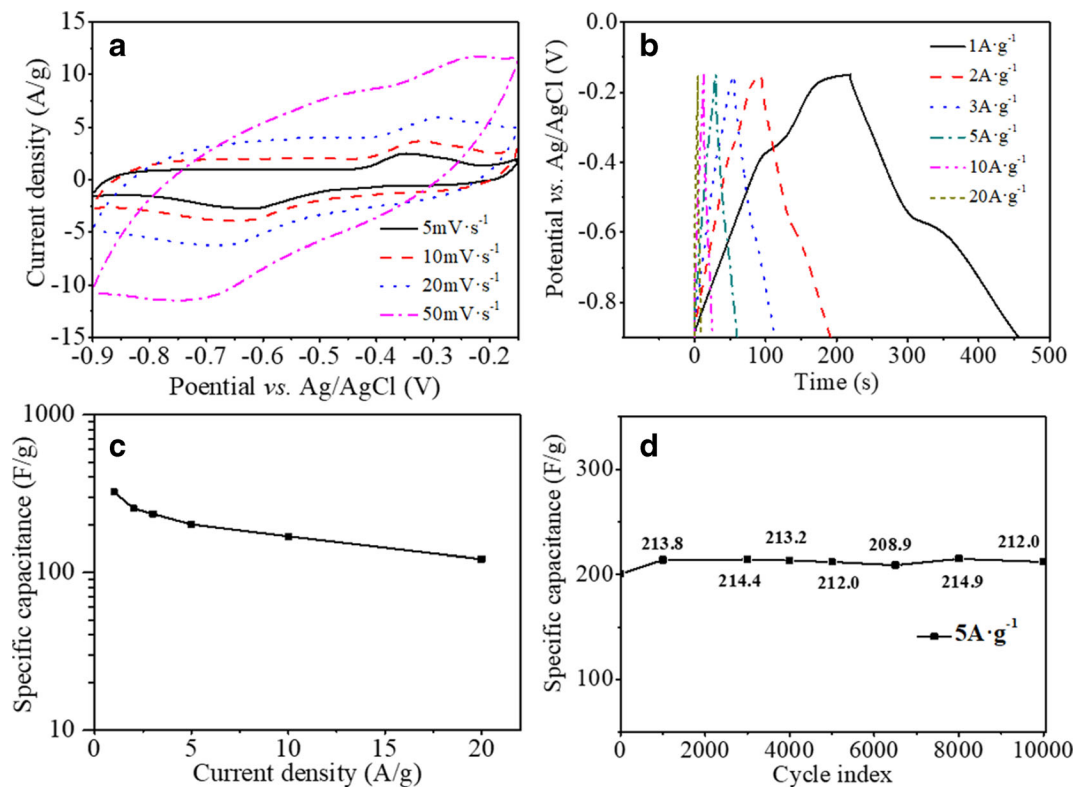 a
Current density (A/g)
15
10
5
0
-5
-10
-15
-0.9 -0.8 -0.7 -0.6 -0.5 -0.4 -0.3 -0.2
Poential vs. Ag/AgCl (V)
5mV·s⁻¹
10mV·s⁻¹
20mV·s⁻¹
50mV·s⁻¹
b
Potential vs. Ag/AgCl (V)
0.0
-0.2
-0.4
-0.6
-0.8
0 100 200 300 400 500
Time (s)
1A·g⁻¹
2A·g⁻¹
3A·g⁻¹
5A·g⁻¹
10A·g⁻¹
20A·g⁻¹
c
Specific capacitance (F/g)
1000
100
10
0 5 10 15 20
Current density (A/g)
d
Specific capacitance (F/g)
300
200
100
213.8 213.2 208.9 212.0
214.4 212.0 214.9
5A·g⁻¹
0 2000 4000 6000 8000 10000
Cycle index